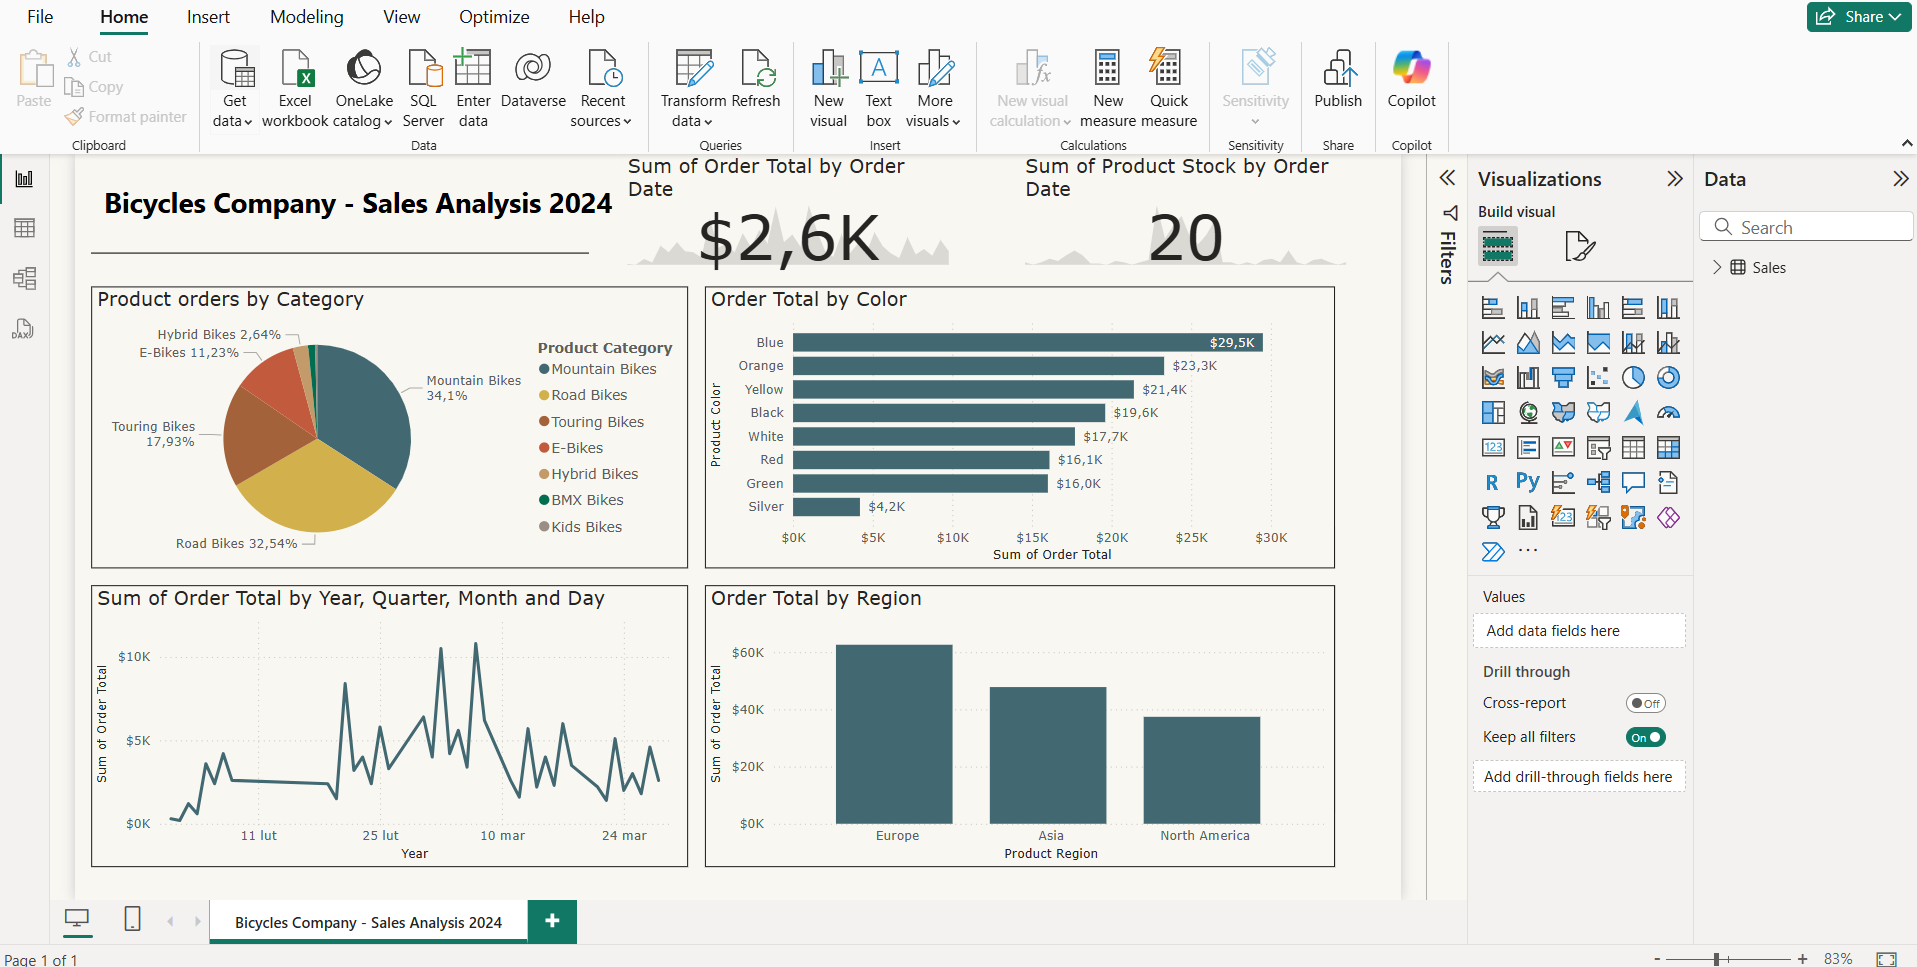 File Home Insert Modeling View Optimize Help Share
Paste Cut
Copy
Format painter
Clipboard
Get data
Excel workbook
OneLake catalog
SQL Server
Enter data
Dataverse
Recent sources
Data
Transform data
Refresh
Queries
New visual
Text box
More visuals
Insert
New visual calculation
New measure
Quick measure
Calculations
Sensitivity
Sensitivity
Publish
Share
Copilot
Copilot
Bicycles Company - Sales Analysis 2024
Sum of Order Total by Order
Date
$2,6K
Sum of Product Stock by Order
Date
20
Product orders by Category
Hybrid Bikes 2,64%
E-Bikes 11,23%
Mountain Bikes
34,1%
Touring Bikes
17,93%
Road Bikes 32,54%
Product Category
Mountain Bikes
Road Bikes
Touring Bikes
E-Bikes
Hybrid Bikes
BMX Bikes
Kids Bikes
Order Total by Color
Product Color
Blue $29,5K
Orange $23,3K
Yellow $21,4K
Black $19,6K
White $17,7K
Red $16,1K
Green $16,0K
Silver $4,2K
$0K $5K $10K $15K $20K $25K $30K
Sum of Order Total
Sum of Order Total by Year, Quarter, Month and Day
Sum of Order Total
$10K
$5K
$0K
11 lut 25 lut 10 mar 24 mar
Year
Order Total by Region
Sum of Order Total
$60K
$40K
$20K
$0K
Europe Asia North America
Product Region
Filters
Visualizations
Build visual
123
R Py
123
Values
Add data fields here
Drill through
Cross-report Off
Keep all filters On
Add drill-through fields here
Data
Search
Sales
DAX
Bicycles Company - Sales Analysis 2024
Page 1 of 1
83%